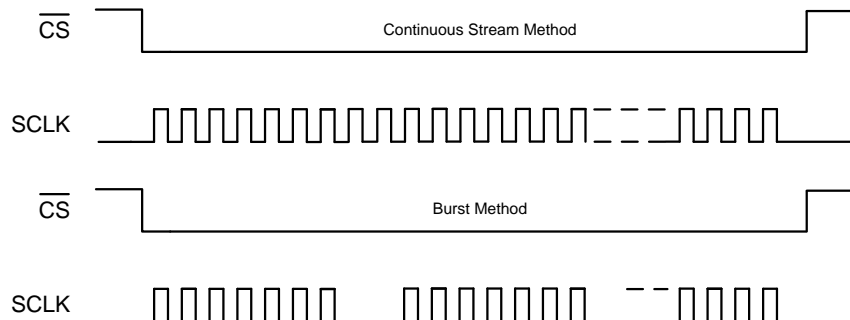 CS
Continuous Stream Method
SCLK
CS
Burst Method
SCLK